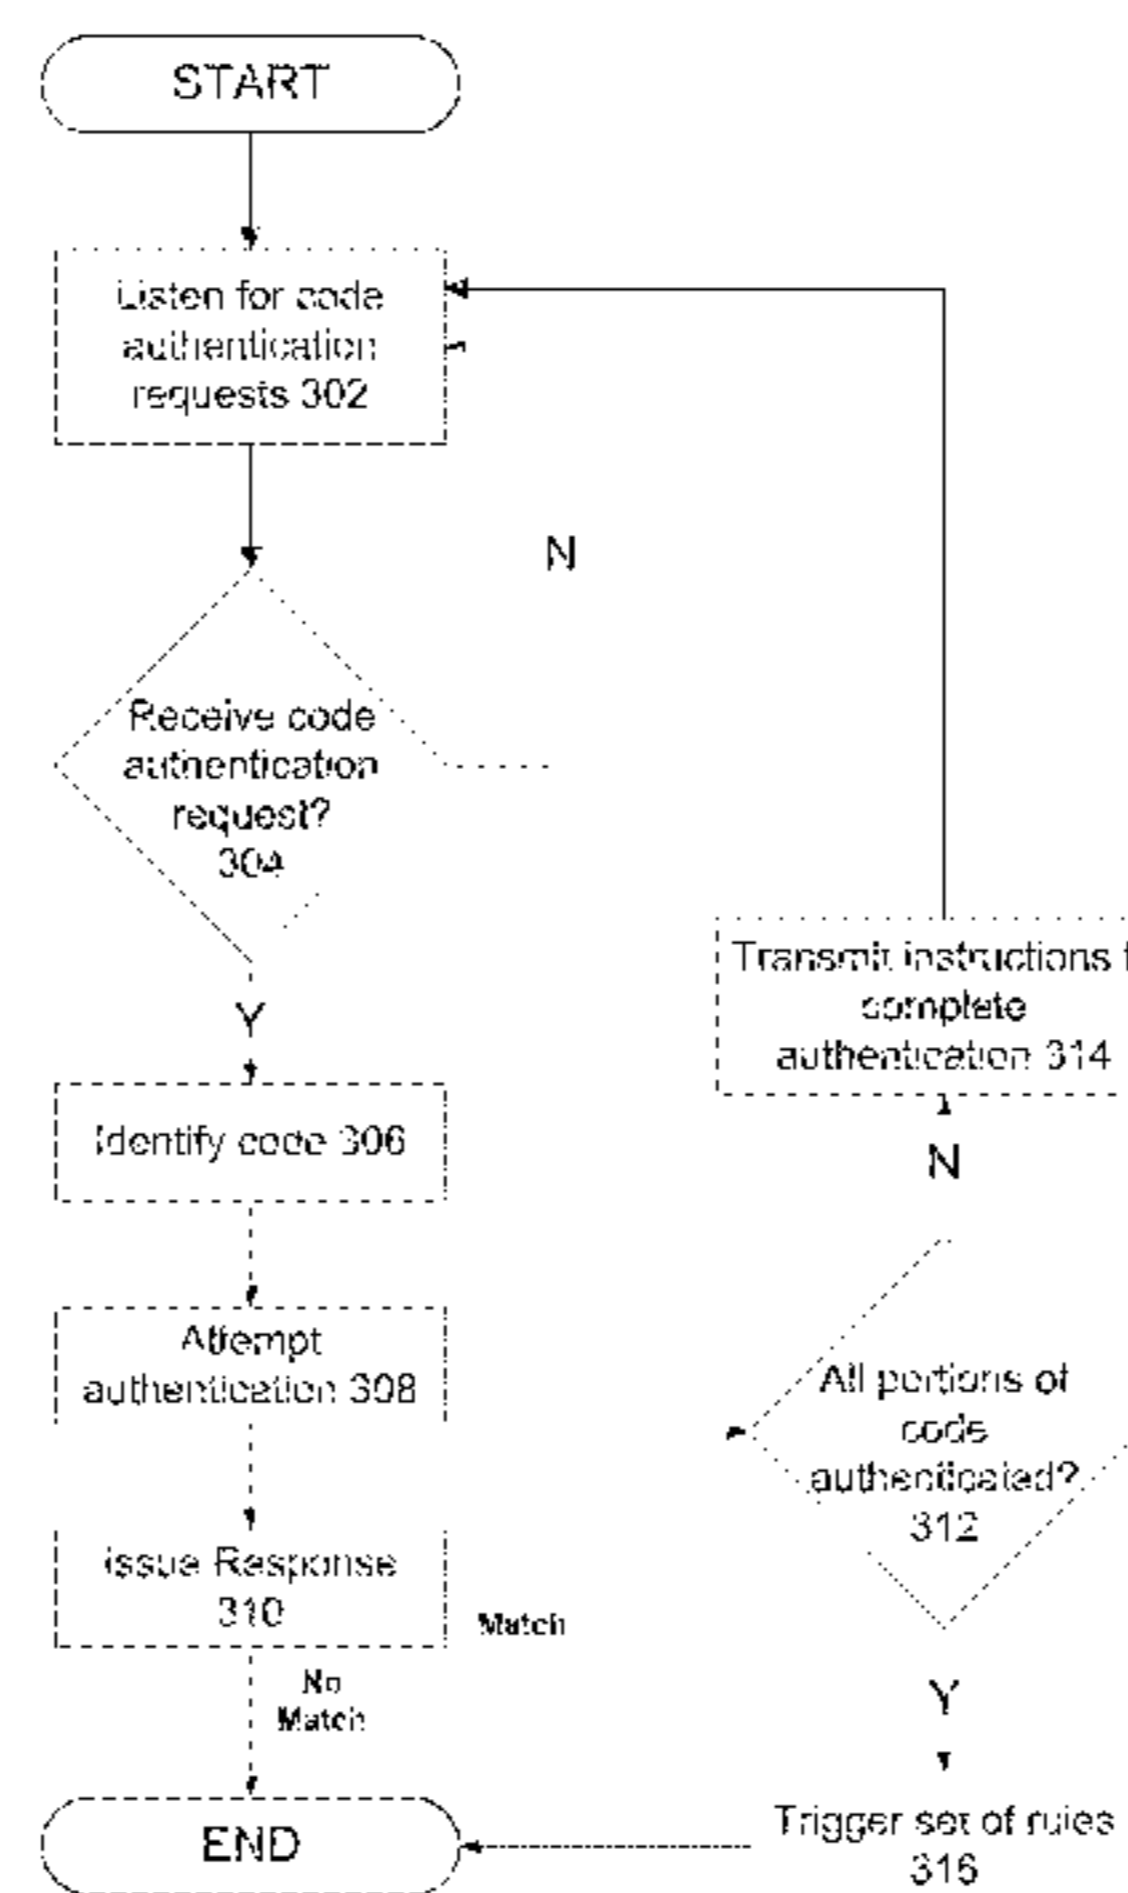 START
Listen for code
authentication
requests 302
N
Receive code
authentication
request?
304
Y
Identify code 306
Attempt
authentication 308
Issue Response
310
Match
No
Match
END
Transmit instructions
complete
authentication 314
N
All portions of
code
authenticated?
312
Y
Trigger set of rules
316